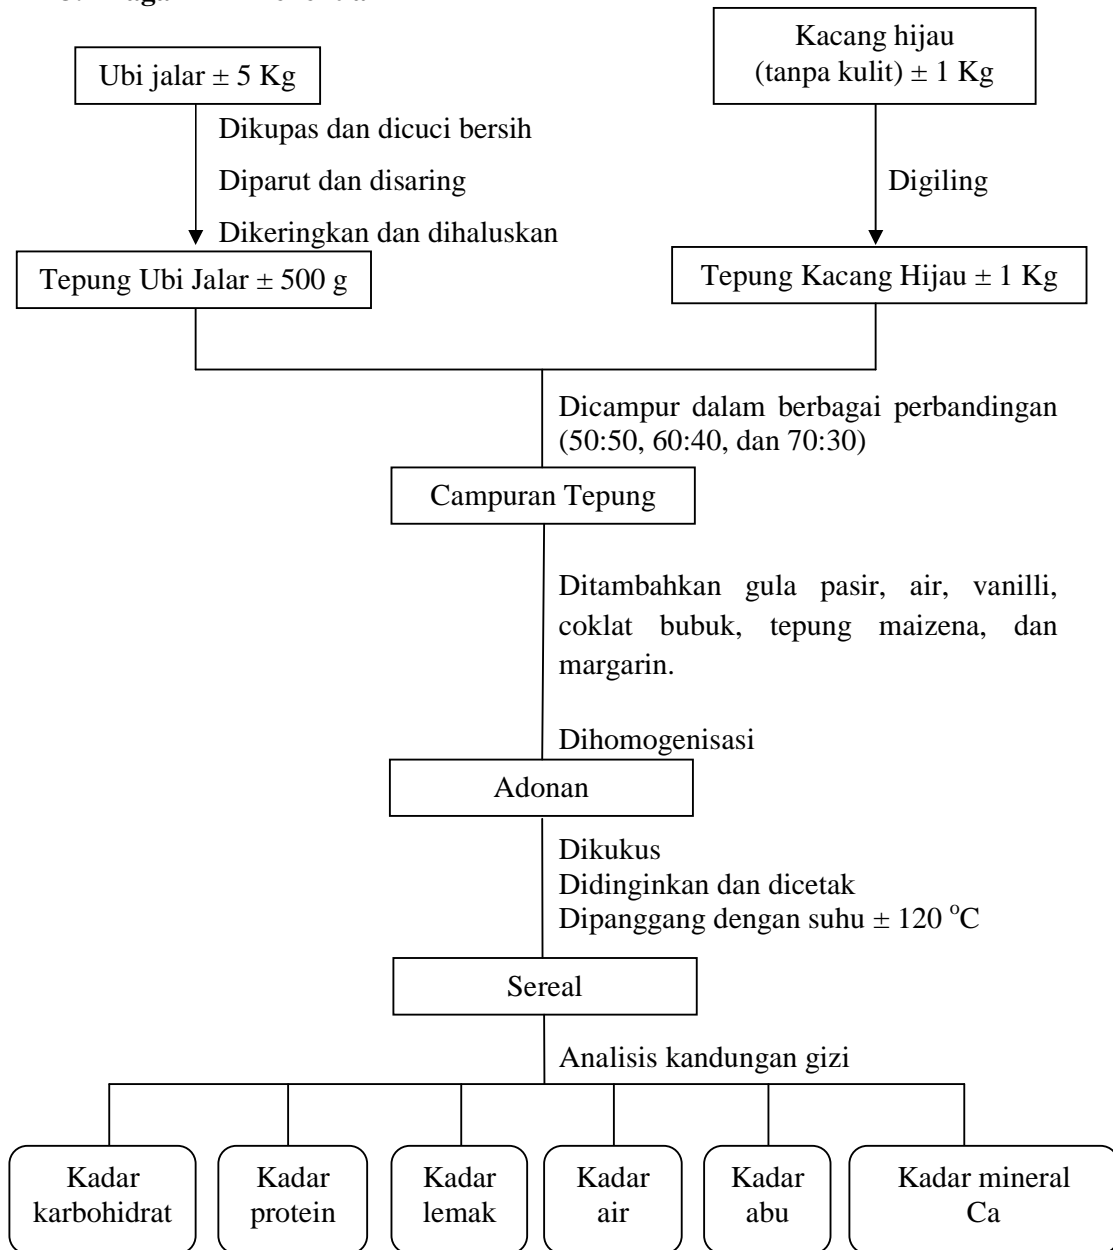 Ubi jalar ± 5 Kg
Kacang hijau
(tanpa kulit) ± 1 Kg
Dikupas dan dicuci bersih
Diparut dan disaring
Dikeringkan dan dihaluskan
Digiling
Tepung Ubi Jalar ± 500 g
Tepung Kacang Hijau ± 1 Kg
Dicampur dalam berbagai perbandingan
(50:50, 60:40, dan 70:30)
Campuran Tepung
Ditambahkan gula pasir, air, vanilli,
coklat bubuk, tepung maizena, dan
margarin.
Dihomogenisasi
Adonan
Dikukus
Didinginkan dan dicetak
Dipanggang dengan suhu ± 120 °C
Sereal
Analisis kandungan gizi
Kadar
karbohidrat
Kadar
protein
Kadar
lemak
Kadar
air
Kadar
abu
Kadar mineral
Ca